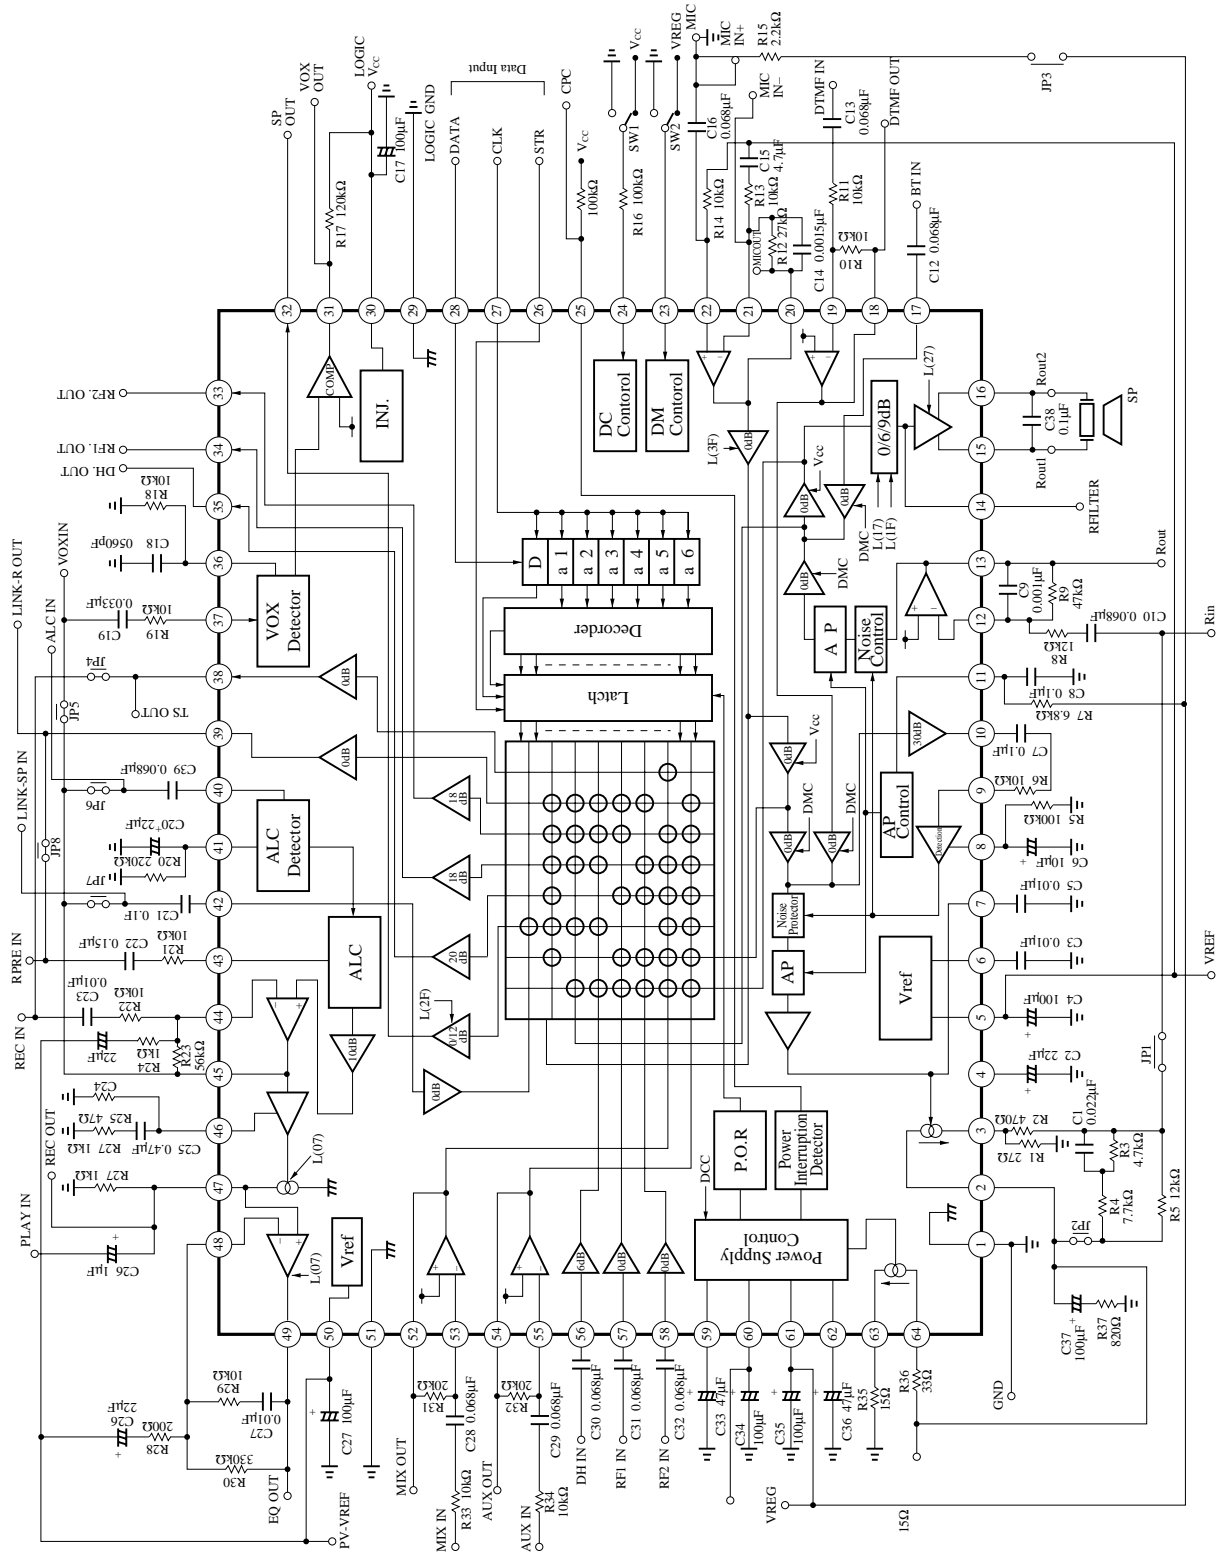 SP OUT
VOX OUT
LOGIC VCC
LOGIC GND
DATA
CLK
STR
Data Input
CPC
VCC
VCC
VREG
MIC
MIC IN+
MIC IN−
R15 2.2kΩ
JP3
R17 120kΩ
C17 100µF
100kΩ
R16 100kΩ
SW1
SW2
C16 0.068µF
R14 10kΩ
C15 4.7µF
R13 10kΩ
MICOUT
R12 27kΩ
C14 0.0015µF
DTMF IN
C13 0.068µF
R11 10kΩ
R10 10kΩ
DTMF OUT
BT IN
C12 0.068µF
32
31
30
29
28
27
26
25
24
23
22
21
20
19
18
17
RF2. OUT
RF1. OUT
DH. OUT
R18 10kΩ
C18 0560pF
VOXIN
LINK-R OUT
ALC IN
C19 0.033µF
R19 10kΩ
JP4
JP5
TS OUT
LINK-SP IN
JP6
C39 0.068µF
JP8
C20 22µF
R20 220kΩ
JP7
C21 0.1F
RPRE IN
C22 0.15µF
R21 10kΩ
REC IN
C23 0.01µF
R22 10kΩ
22µF
R24 1kΩ
R23 56kΩ
C24
R25 47Ω
R27 1kΩ
C25 0.47µF
REC OUT
R27 1kΩ
PLAY IN
C26 1µF
33
34
35
36
37
38
39
40
41
42
43
44
45
46
47
48
COMP
INJ.
VOX Detector
ALC Detector
ALC
10dB
0dB
0dB
0dB
18 dB
18 dB
20 dB
0/12 dB
L(2F)
L(07)
L(07)
Vref
DC Contorol
DM Contorol
L(3F)
0dB
D
a 1
a 2
a 3
a 4
a 5
a 6
Decorder
Latch
0dB
Vcc
0dB
DMC
0dB
DMC
0/6/9dB
L(17)
L(1F)
L(27)
A P
Noise Control
0dB
Vcc
0dB
DMC
0dB
DMC
30dB
AP Control
Detection
Noise Protector
AP
Vref
P.O.R
Power Interruption Detector
DCC
Power Supply Control
6dB
0dB
0dB
16
15
14
13
12
11
10
9
8
7
6
5
4
3
2
1
Rout2
Rout1
C38 0.1µF
SP
RFILTER
Rout
C9 0.001µF
R9 47kΩ
R8 12kΩ
C10 0.068µF
Rin
C8 0.1µF
R7 6.8kΩ
C7 0.1µF
R6 10kΩ
R5 100kΩ
C6 10µF
C5 0.01µF
C3 0.01µF
VREF
C4 100µF
C2 22µF
JP1
R2 470Ω
R1 27Ω
C1 0.022µF
R3 4.7kΩ
R4 7.7kΩ
R5 12kΩ
JP2
C37 100µF
R37 820Ω
GND
49
50
51
52
53
54
55
56
57
58
59
60
61
62
63
64
22µF
C26
R28 200Ω
R29 10kΩ
C27 0.01µF
R30 330kΩ
EQ OUT
PV-VREF
C27 100µF
MIX OUT
R31 20kΩ
C28 0.068µF
R33 10kΩ
MIX IN
AUX OUT
R32 20kΩ
C29 0.068µF
R34 10kΩ
AUX IN
DH IN
C30 0.068µF
RF1 IN
C31 0.068µF
RF2 IN
C32 0.068µF
C33 47µF
C34 100µF
C35 100µF
C36 47µF
R35 15Ω
R36 33Ω
VREG
15Ω